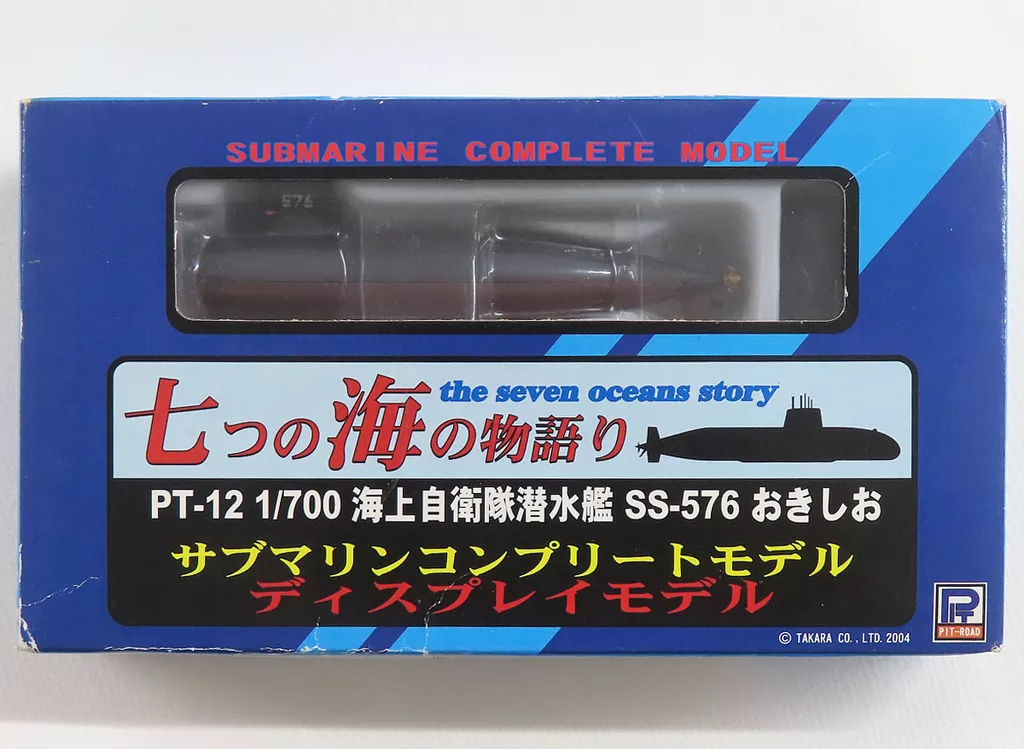 SUBMARINE COMPLETE MODEL
576
the seven oceans story
七つの海の物語り
PT-12 1/700 海上自衛隊潜水艦 SS-576 おきしお
サブマリンコンプリートモデル
ディスプレイモデル
© TAKARA CO., LTD. 2004
PIT
PIT-ROAD